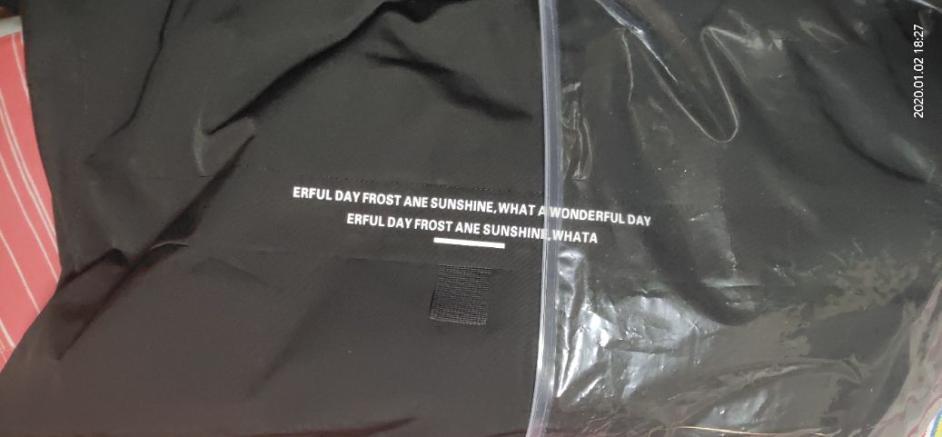 ERFUL DAY FROST ANE SUNSHINE,WHAT A WONDERFUL DAY
ERFUL DAY FROST ANE SUNSHINE,WHATA
2020.01.02 18:27